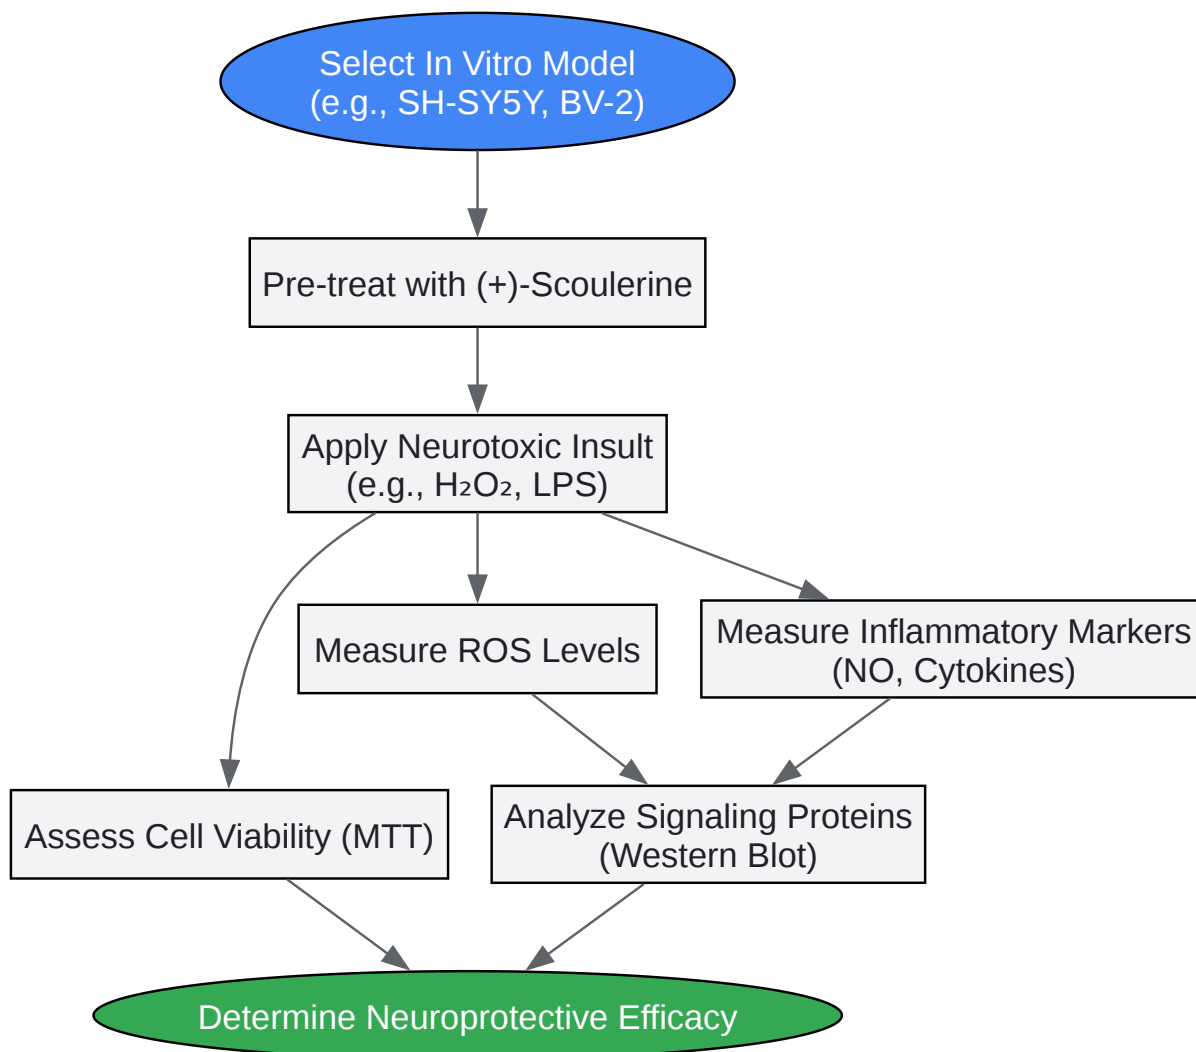 Select In Vitro Model
(e.g., SH-SY5Y, BV-2)
Pre-treat with (+)-Scoulerine
Apply Neurotoxic Insult
(e.g., H₂O₂, LPS)
Measure ROS Levels
Measure Inflammatory Markers
(NO, Cytokines)
Assess Cell Viability (MTT)
Analyze Signaling Proteins
(Western Blot)
Determine Neuroprotective Efficacy